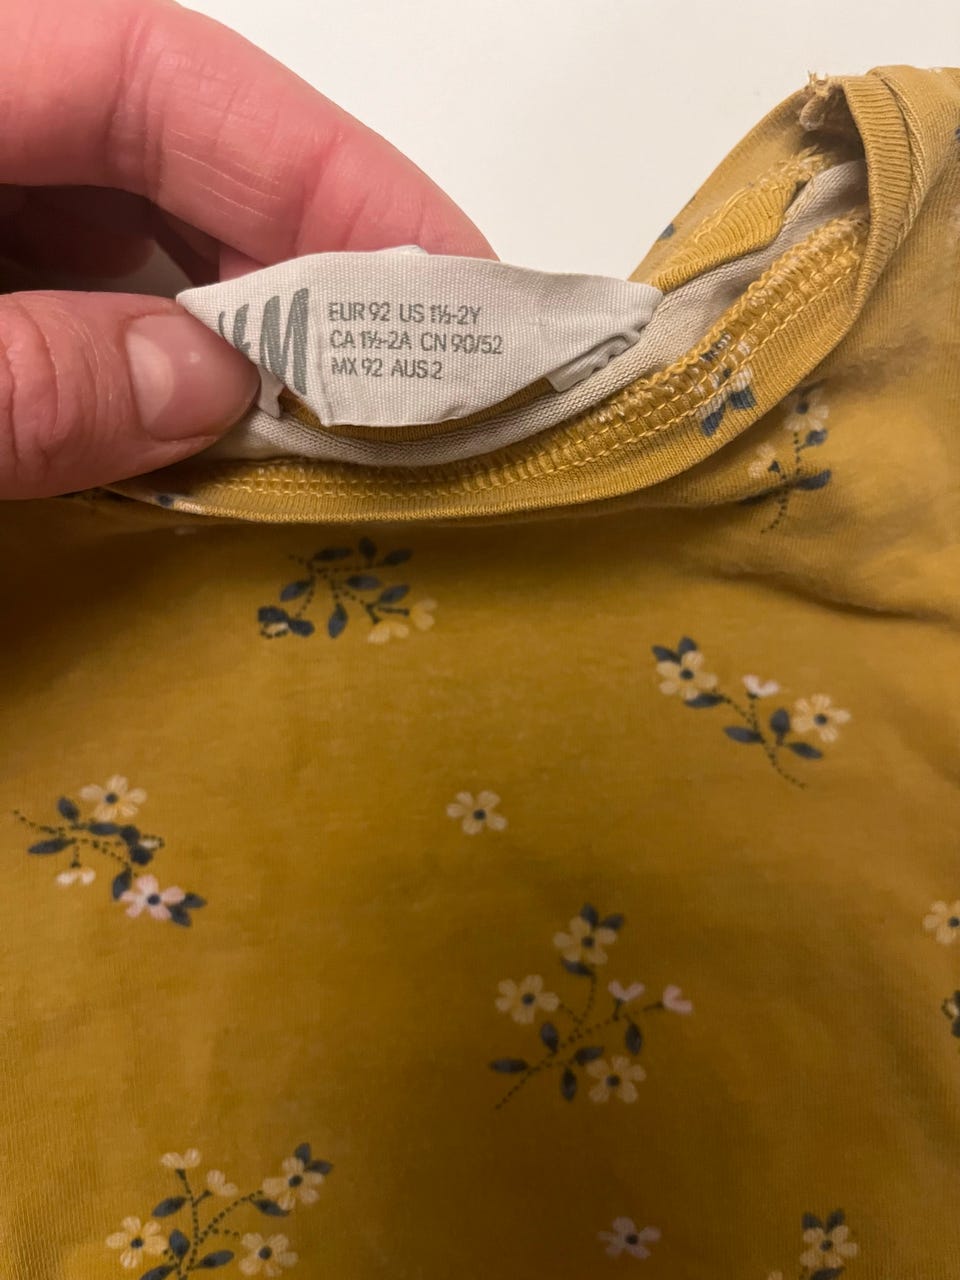 H&M
EUR 92 US 1½-2Y
CA 1½-2A CN 90/52
MX 92 AUS 2